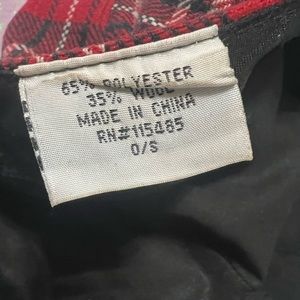 65% POLYESTER
35% WOOL
MADE IN CHINA
RN#115485
O/S